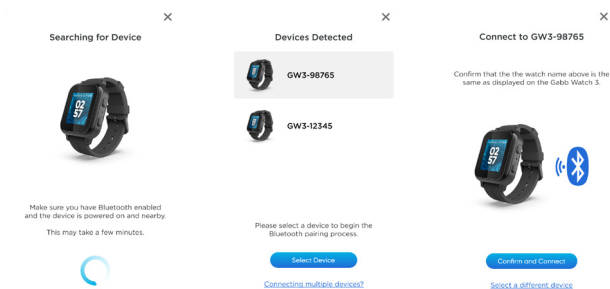 Searching for Device
02
57
Make sure you have Bluetooth enabled
and the device is powered on and nearby.
This may take a few minutes.
Devices Detected
GW3-98765
GW3-12345
Please select a device to begin the
Bluetooth pairing process.
Select Device
Connecting multiple devices?
Connect to GW3-98765
Confirm that the the watch name above is the
same as displayed on the Gabb Watch 3.
02
57
Confirm and Connect
Select a different device